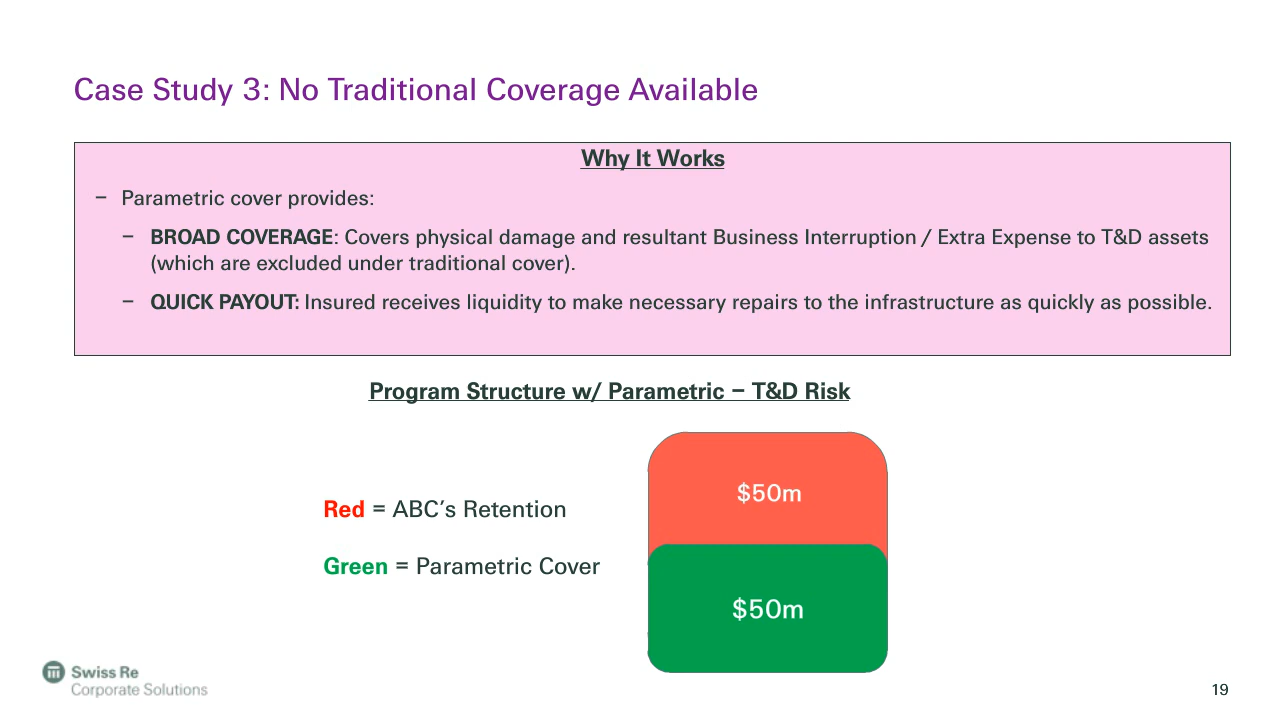 Case Study 3: No Traditional Coverage Available
Why It Works
− Parametric cover provides:
− BROAD COVERAGE: Covers physical damage and resultant Business Interruption / Extra Expense to T&D assets
(which are excluded under traditional cover).
− QUICK PAYOUT: Insured receives liquidity to make necessary repairs to the infrastructure as quickly as possible.
Program Structure w/ Parametric − T&D Risk
$50m
Red = ABC’s Retention
Green = Parametric Cover
$50m
Swiss Re
Corporate Solutions
19